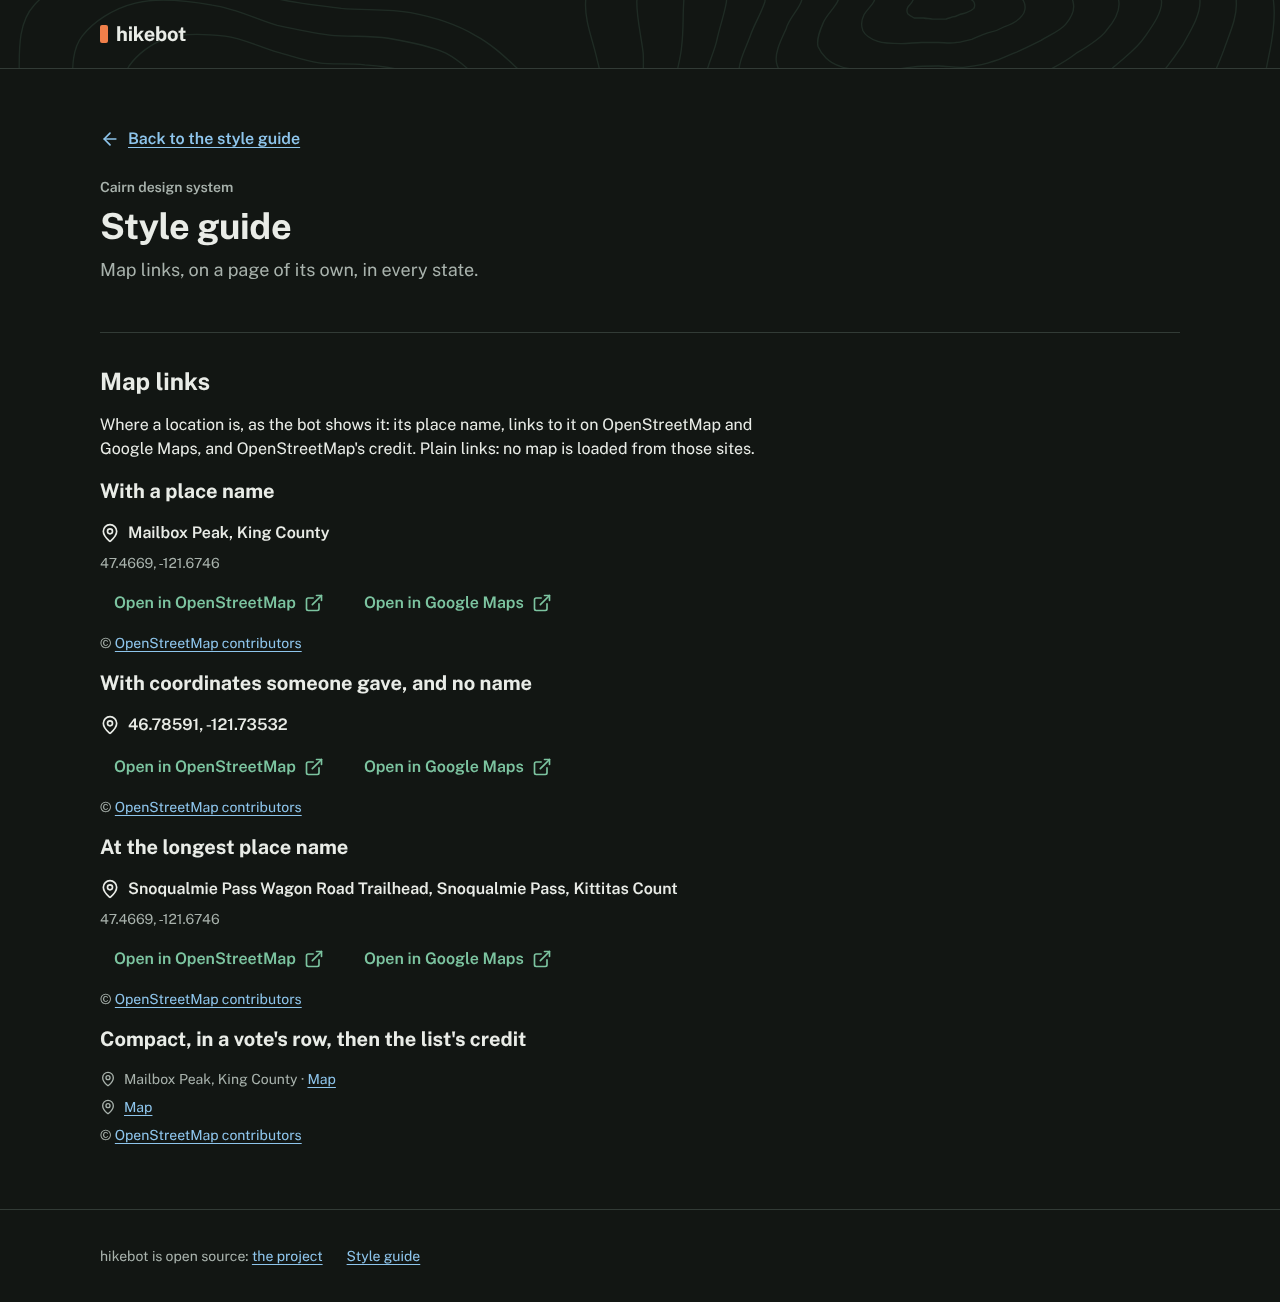 hikebot
Back to the style guide
Cairn design system
Style guide
Map links, on a page of its own, in every state.
Map links
Where a location is, as the bot shows it: its place name, links to it on OpenStreetMap and
Google Maps, and OpenStreetMap's credit. Plain links: no map is loaded from those sites.
With a place name
Mailbox Peak, King County
47.4669, -121.6746
Open in OpenStreetMap Open in Google Maps
© OpenStreetMap contributors
With coordinates someone gave, and no name
46.78591, -121.73532
Open in OpenStreetMap Open in Google Maps
© OpenStreetMap contributors
At the longest place name
Snoqualmie Pass Wagon Road Trailhead, Snoqualmie Pass, Kittitas Count
47.4669, -121.6746
Open in OpenStreetMap Open in Google Maps
© OpenStreetMap contributors
Compact, in a vote's row, then the list's credit
Mailbox Peak, King County · Map
Map
© OpenStreetMap contributors
hikebot is open source: the project Style guide